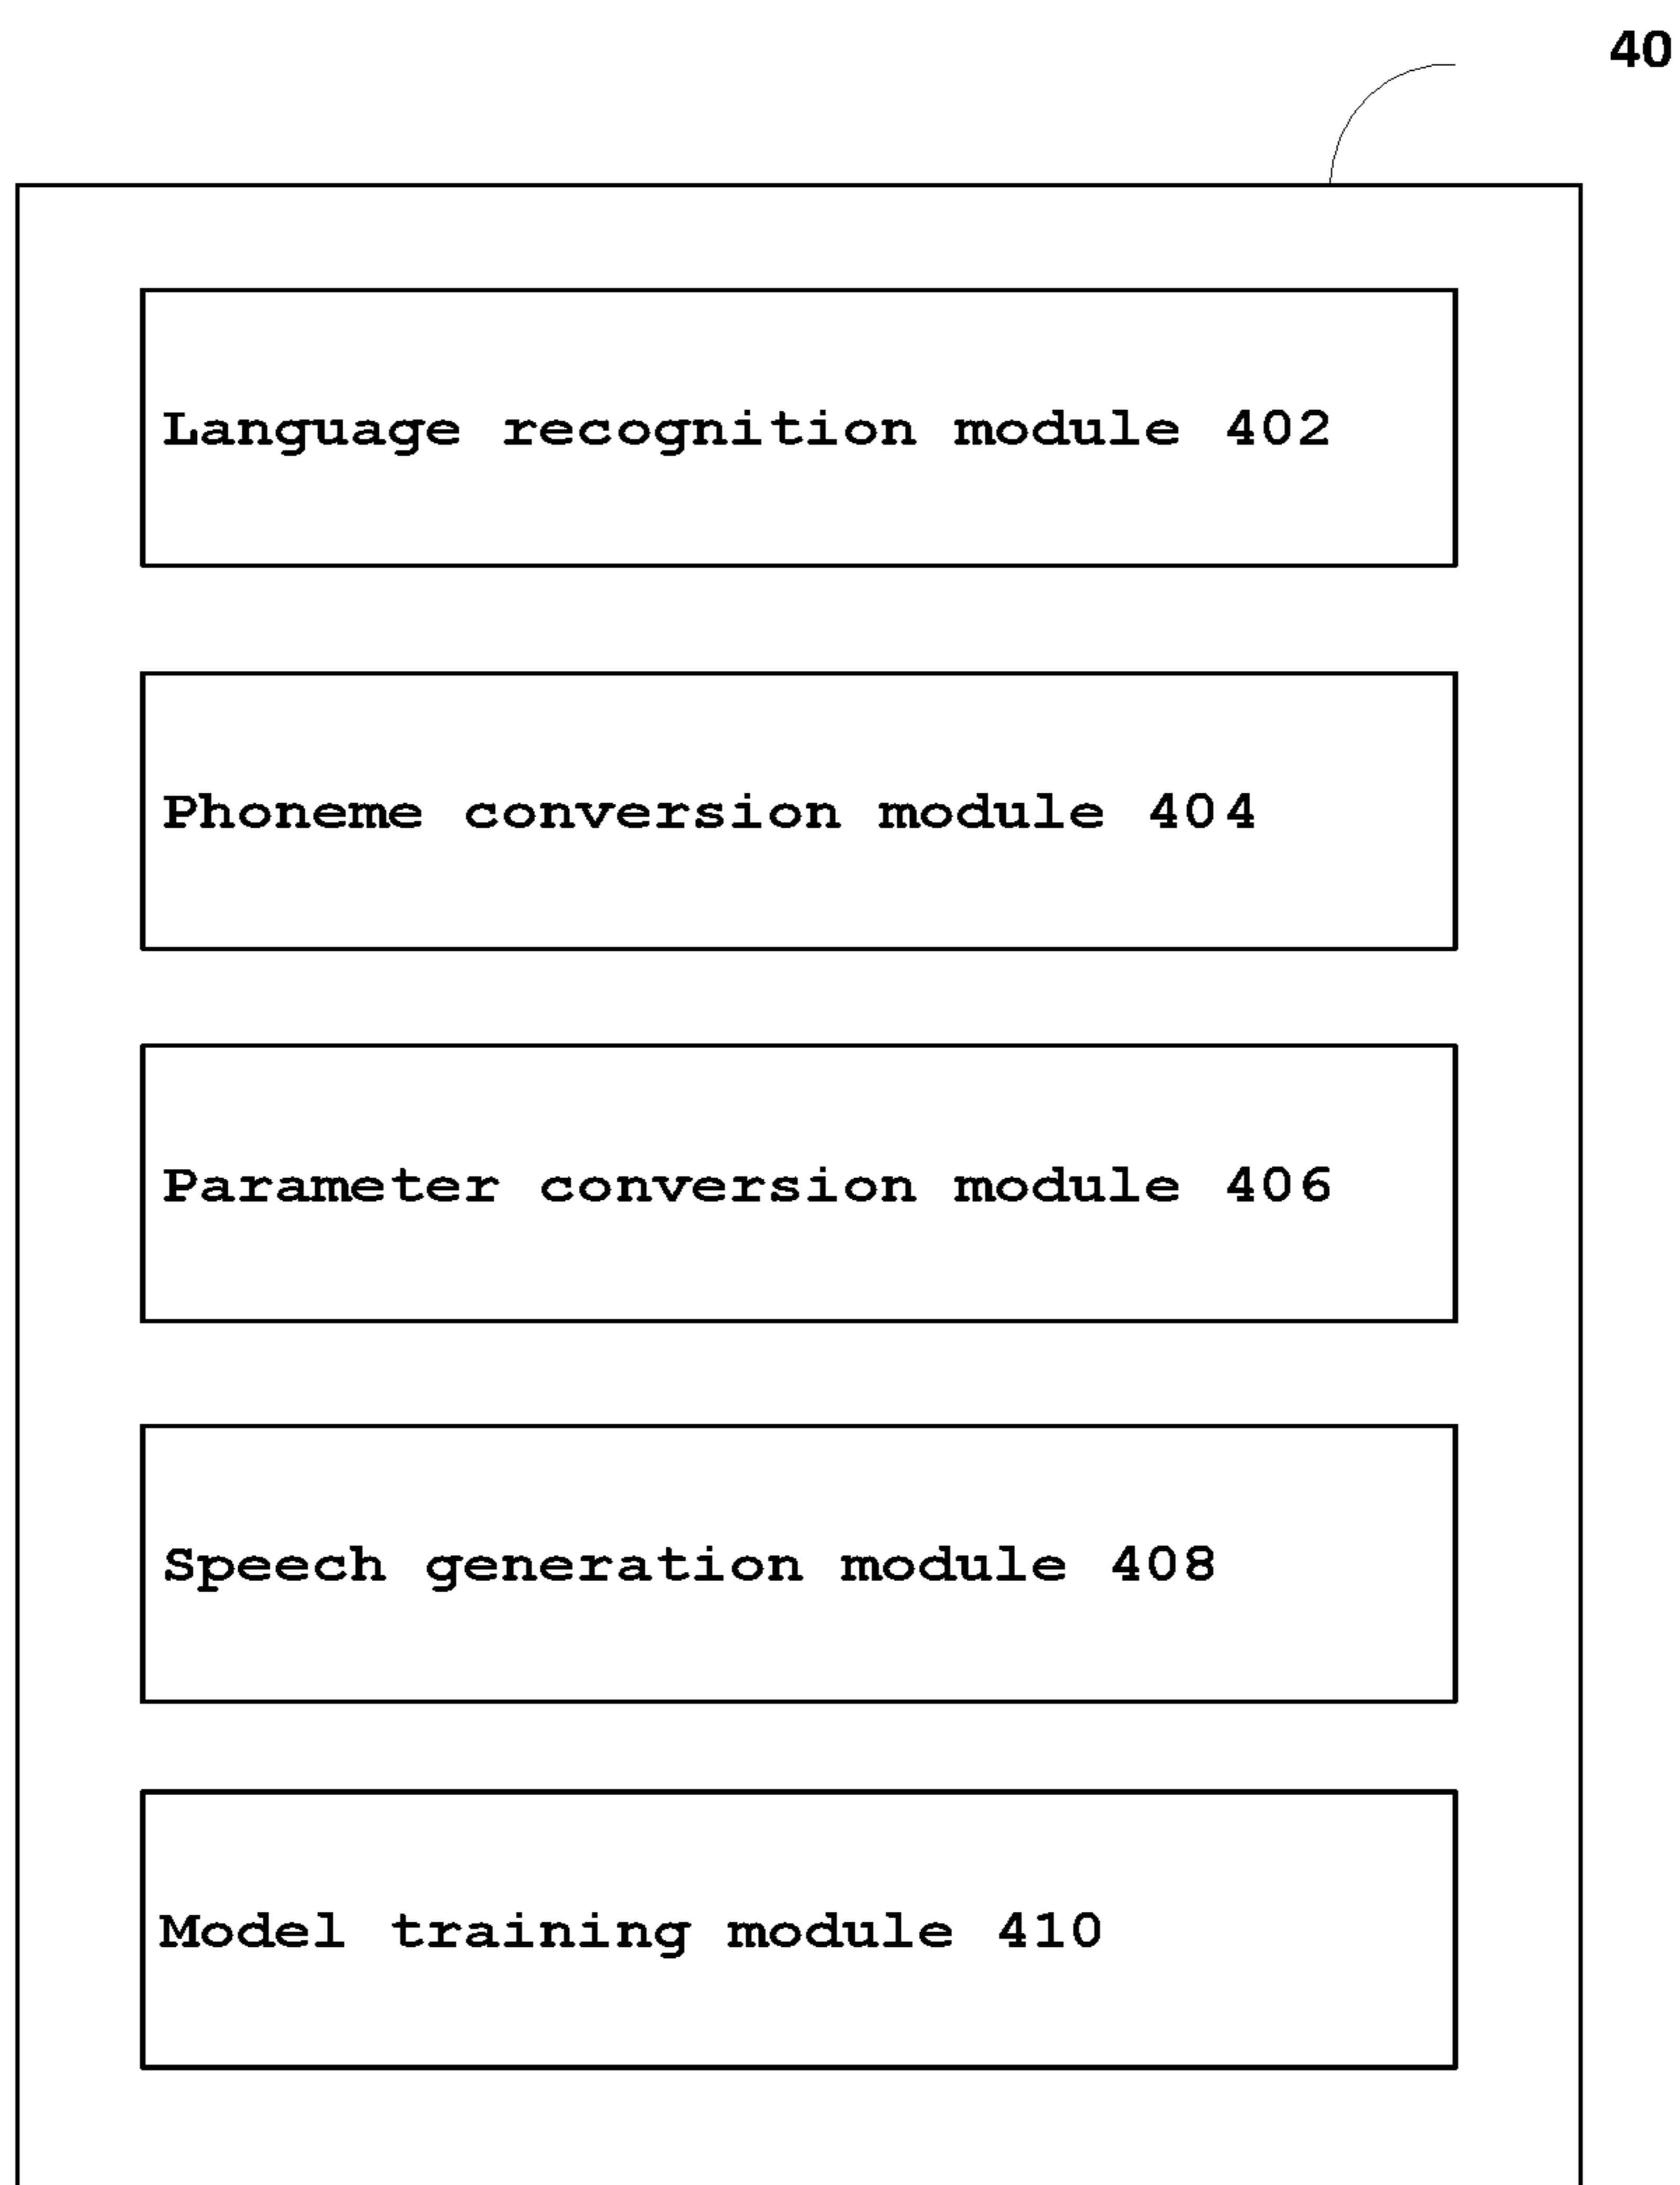 40
Language recognition module 402
Phoneme conversion module 404
Parameter conversion module 406
Speech generation module 408
Model training module 410